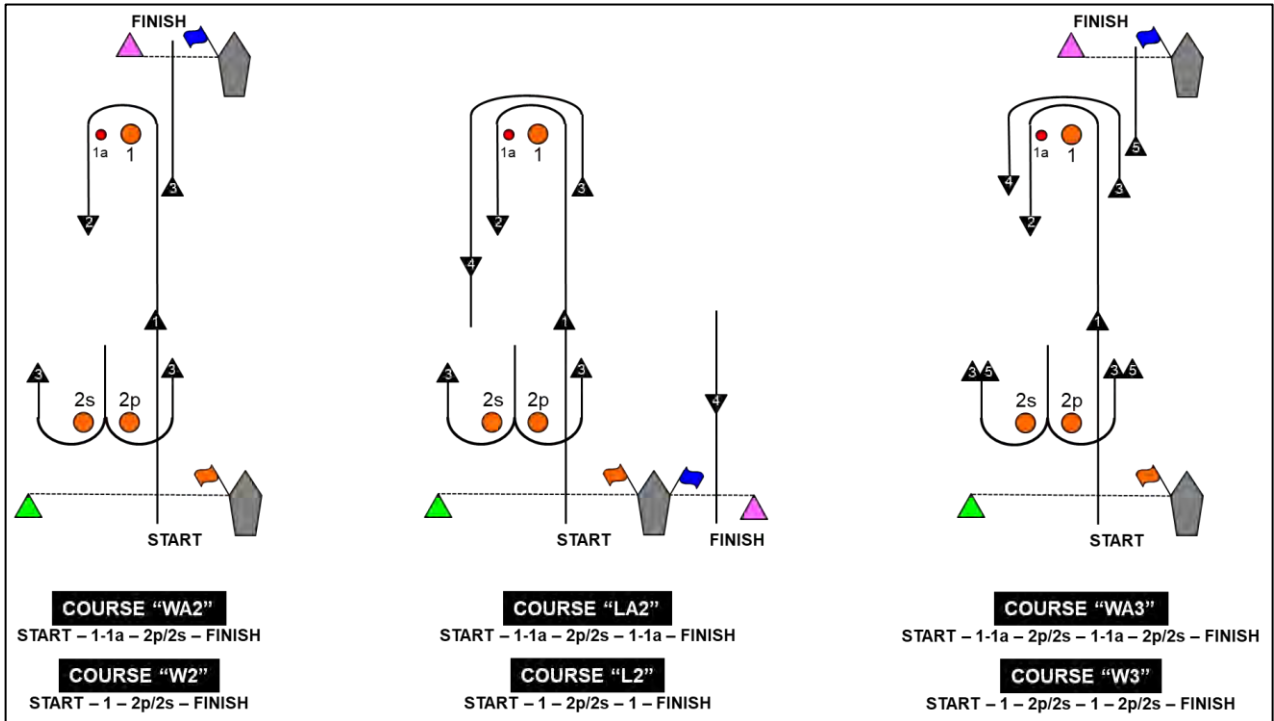 FINISH
1a
1
3
2
1
3
3
2s
2p
START
COURSE “WA2”
START – 1-1a – 2p/2s – FINISH
COURSE “W2”
START – 1 – 2p/2s – FINISH
1a
1
3
2
4
1
3
3
4
2s
2p
START
FINISH
COURSE “LA2”
START – 1-1a – 2p/2s – 1-1a – FINISH
COURSE “L2”
START – 1 – 2p/2s – 1 – FINISH
FINISH
1a
1
5
4
3
2
1
3 5
3 5
2s
2p
START
COURSE “WA3”
START – 1-1a – 2p/2s – 1-1a – 2p/2s – FINISH
COURSE “W3”
START – 1 – 2p/2s – 1 – 2p/2s – FINISH